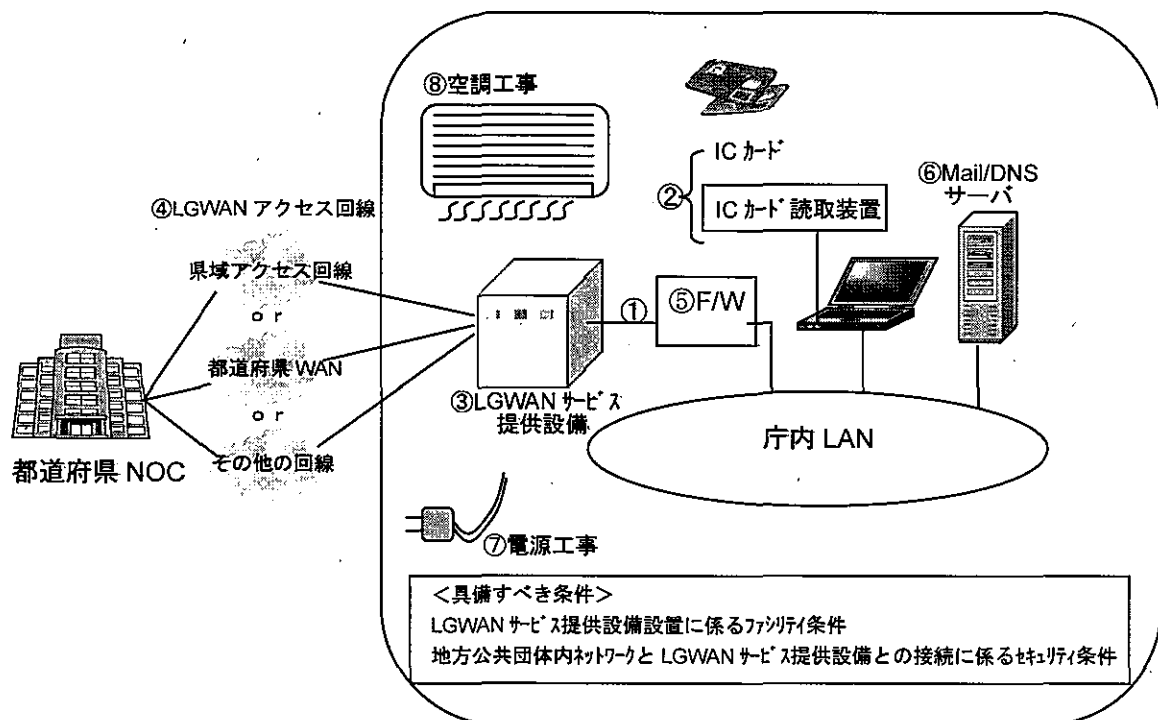 ⑧空調工事
ICカード
②
ICカード読取装置
⑥Mail/DNS
サーバ
④LGWANアクセス回線
県域アクセス回線
or
都道府県WAN
or
その他の回線
都道府県NOC
①
⑤F/W
③LGWANサービス
提供設備
庁内LAN
⑦電源工事
＜具備すべき条件＞
LGWANサービス提供設備設置に係るファシリティ条件
地方公共団体内ネットワークとLGWANサービス提供設備との接続に係るセキュリティ条件